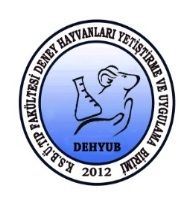 K.S.Ü.TIP FAKÜLTESİ DENEY HAYVANLARI YETİŞTİRME VE UYGULAMA BİRİMİ
DEHYUB
2012